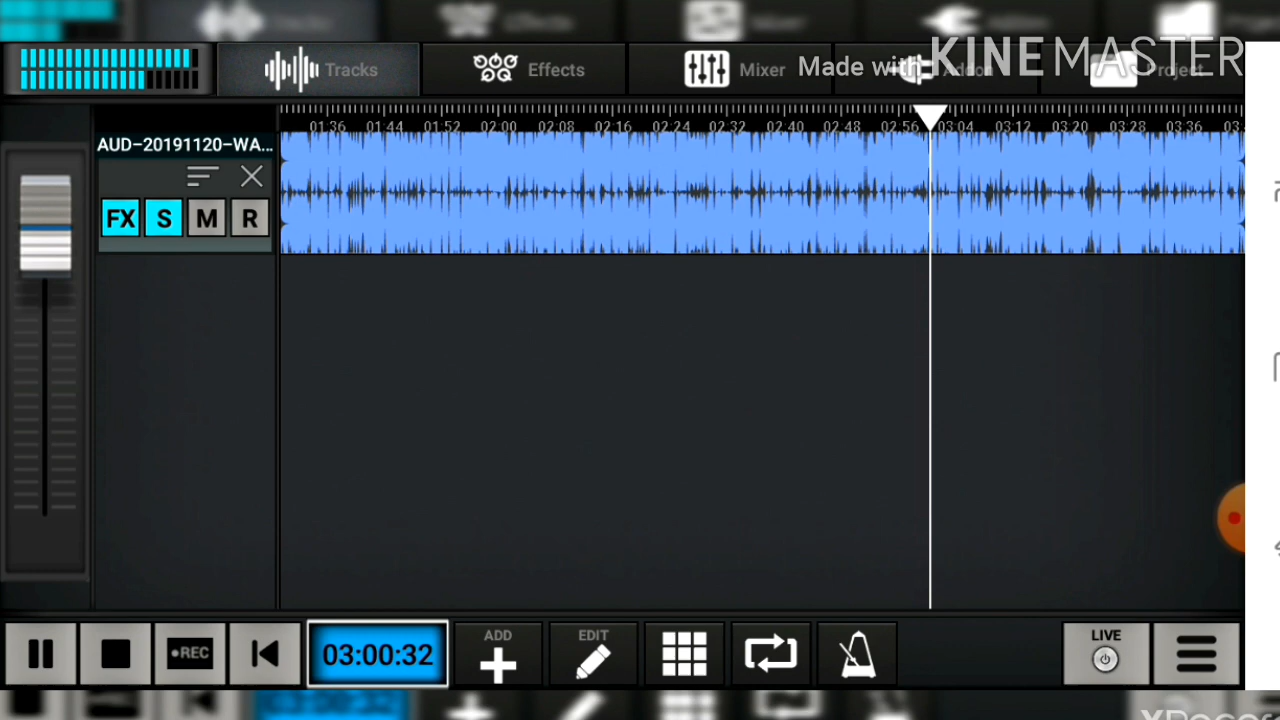 Tracks
Effects
Mixer
Made with KINEMASTER
Addon
Project
01:36 01:44 01:52 02:00 02:08 02:16 02:24 02:32 02:40 02:48 02:56 03:04 03:12 03:20 03:28 03:36
AUD-20191120-WA...
FX S M R
●REC
03:00:32
ADD
EDIT
LIVE